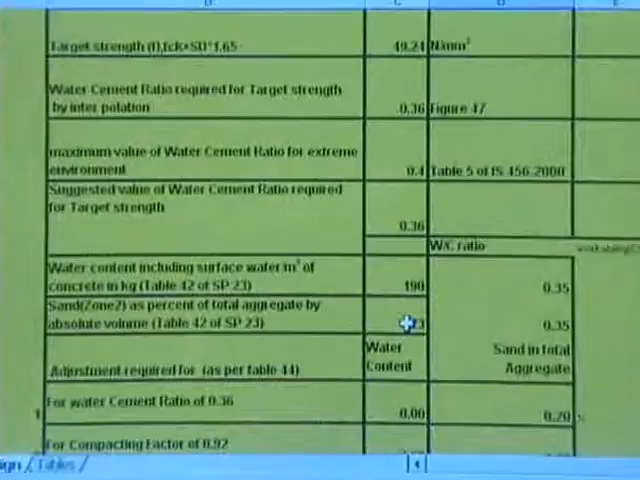 Target strength (f),fck+SD*1.65 49.24 N/mm²
Water Cement Ratio required for Target strength
by inter polation 0.36 Figure 47
maximum value of Water Cement Ratio for extreme
environment 0.4 Table 5 of IS 456:2000
Suggested value of Water Cement Ratio required
for Target strength
0.36
W/C ratio
Water content including surface water/m³ of
concrete in kg (Table 42 of SP 23) 190 0.35
Sand(Zone2) as percent of total aggregate by
absolute volume (Table 42 of SP 23) 0.35
Water Sand in total
Content Aggregate
Adjustment required for (as per table 44)
For water Cement Ratio of 0.36
1 0.00 0.20 %
For Compacting Factor of 0.92
ign / Tables /